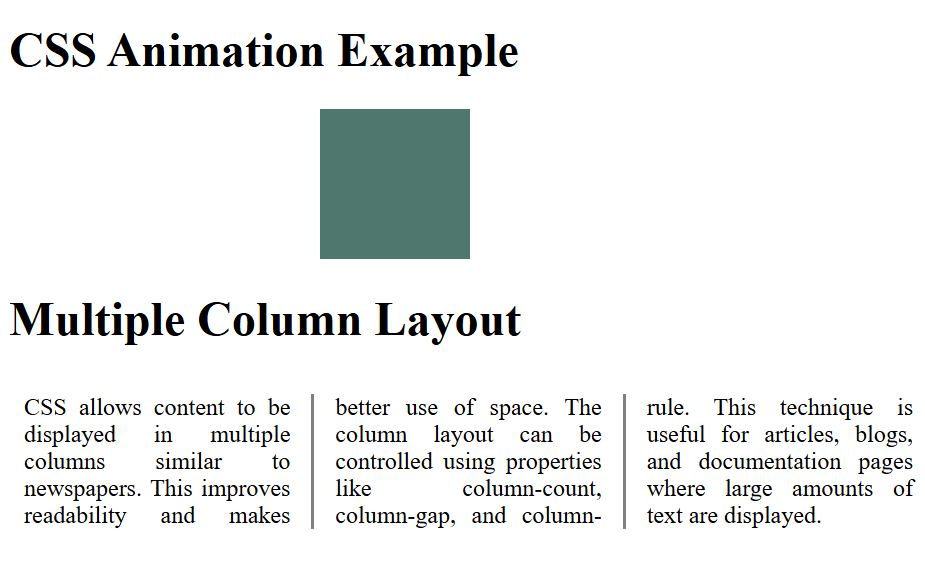 CSS Animation Example
Multiple Column Layout
CSS allows content to be
displayed in multiple
columns similar to
newspapers. This improves
readability and makes
better use of space. The
column layout can be
controlled using properties
like column-count,
column-gap, and column-
rule. This technique is
useful for articles, blogs,
and documentation pages
where large amounts of
text are displayed.